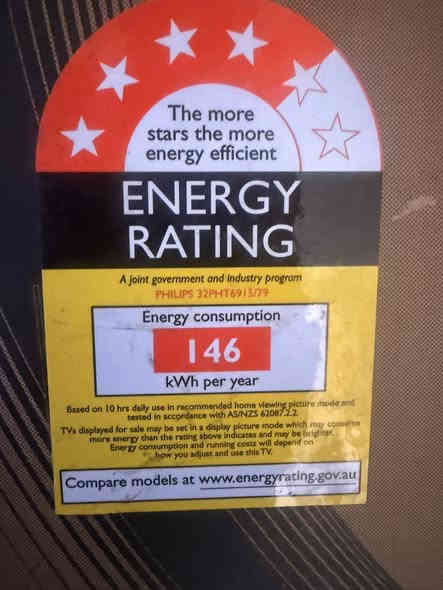 The more
stars the more
energy efficient
ENERGY
RATING
A joint government and industry program
PHILIPS 32PHT6915/79
Energy consumption
146
kWh per year
Based on 10 hrs daily use in recommended home viewing picture mode and
tested in accordance with AS/NZS 62087.2.2.
TVs displayed for sale may be set in a display picture mode which may consume
more energy than the rating above indicates and may be brighter.
Energy consumption and running costs will depend on
how you adjust and use this TV.
Compare models at www.energyrating.gov.au